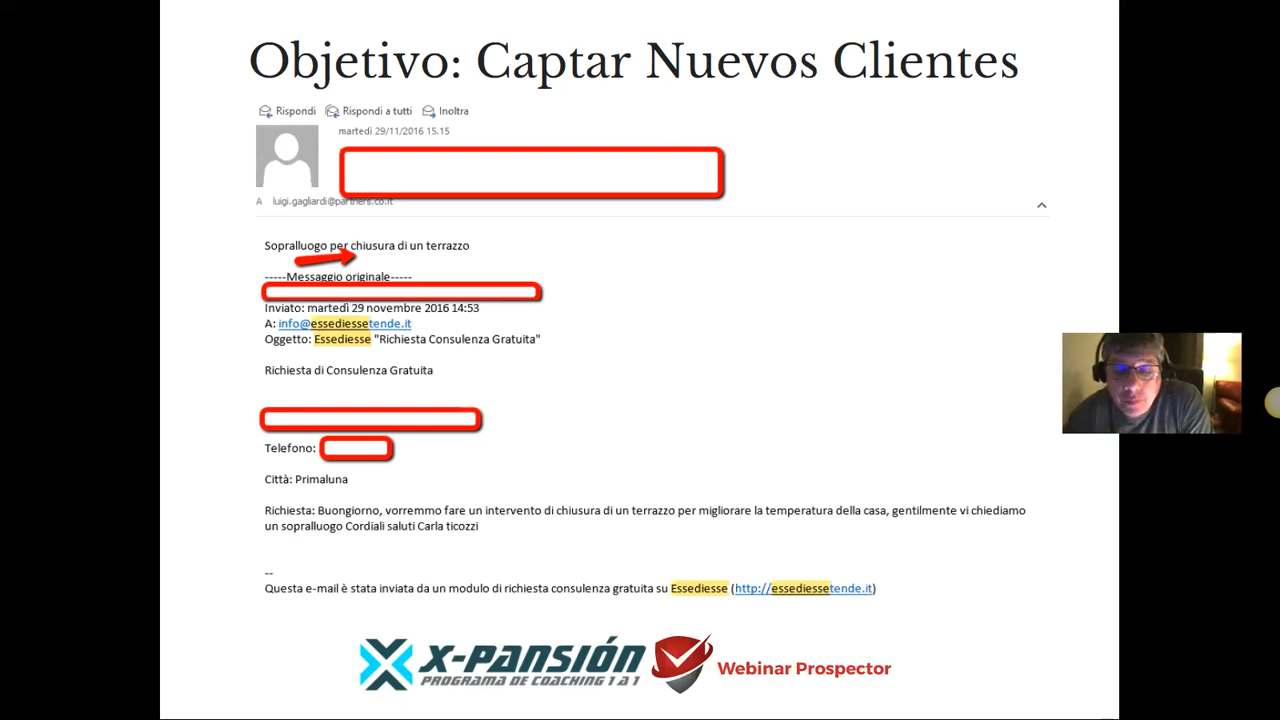 Objetivo: Captar Nuevos Clientes
Rispondi Rispondi a tutti Inoltra
martedì 29/11/2016 15.15
A luigi.gagliardi@partners.co.it
Sopralluogo per chiusura di un terrazzo
-----Messaggio originale-----
Inviato: martedì 29 novembre 2016 14:53
A: info@essediessetende.it
Oggetto: Essediesse "Richiesta Consulenza Gratuita"
Richiesta di Consulenza Gratuita
Telefono:
Città: Primaluna
Richiesta: Buongiorno, vorremmo fare un intervento di chiusura di un terrazzo per migliorare la temperatura della casa, gentilmente vi chiediamo
un sopralluogo Cordiali saluti Carla ticozzi
--
Questa e-mail è stata inviata da un modulo di richiesta consulenza gratuita su Essediesse (http://essediessetende.it)
X-PANSIÓN
PROGRAMA DE COACHING 1 A 1
Webinar Prospector